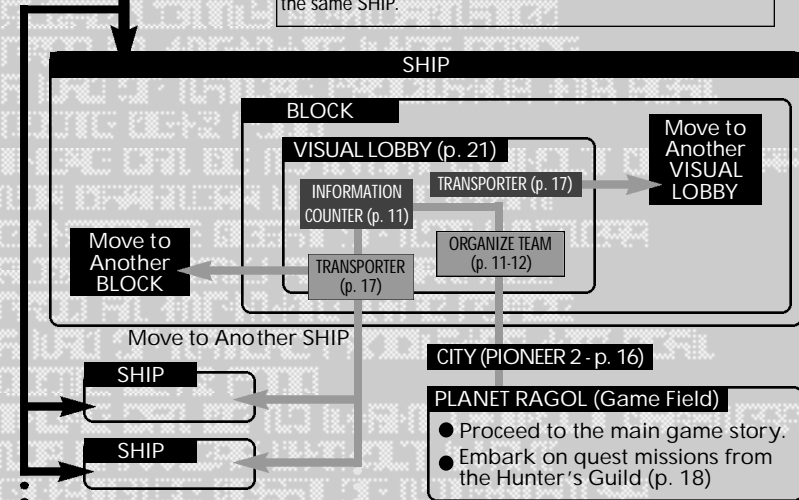 the same SHIP.
SHIP
BLOCK
VISUAL LOBBY (p. 21)
INFORMATION
COUNTER (p. 11)
TRANSPORTER (p. 17)
Move to
Another
VISUAL
LOBBY
ORGANIZE TEAM
(p. 11-12)
TRANSPORTER
(p. 17)
Move to
Another
BLOCK
Move to Another SHIP
SHIP
SHIP
CITY (PIONEER 2 - p. 16)
PLANET RAGOL (Game Field)
● Proceed to the main game story.
● Embark on quest missions from
the Hunter's Guild (p. 18)